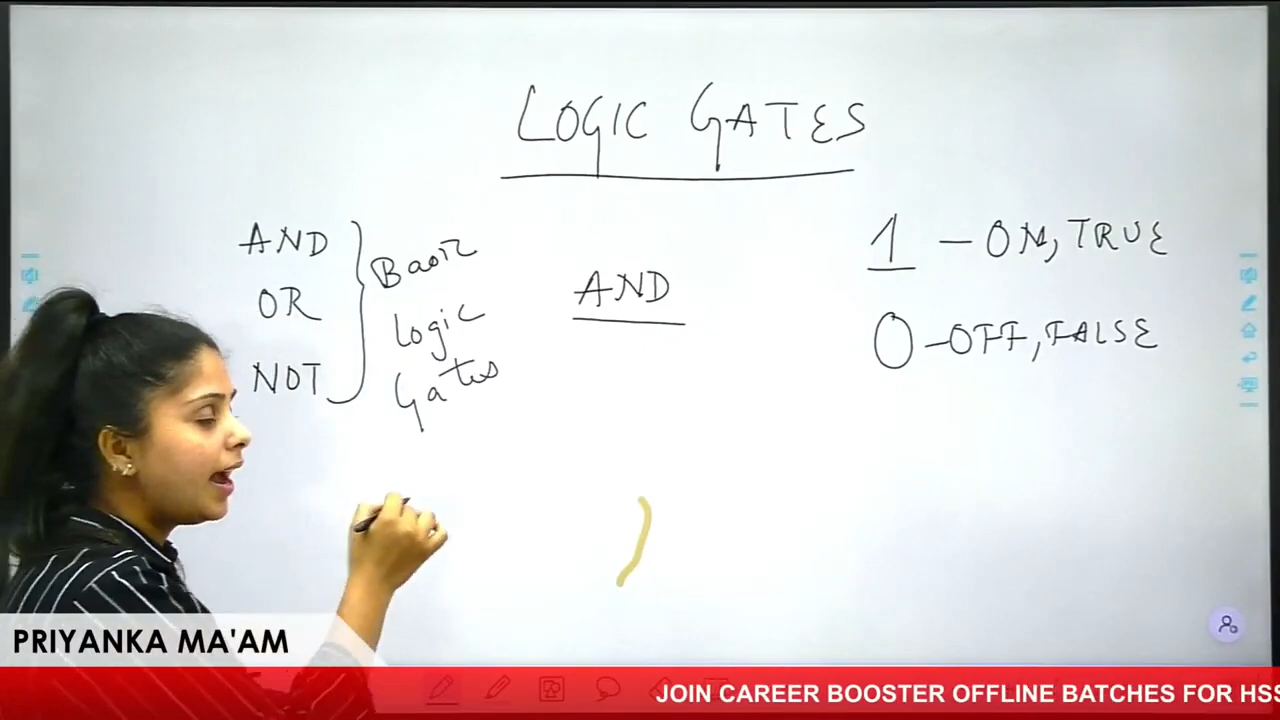 LOGIC GATES
AND
OR
NOT
Basic
Logic
Gates
AND
1 - ON, TRUE
0 - OFF, FALSE
PRIYANKA MA'AM
JOIN CAREER BOOSTER OFFLINE BATCHES FOR HSS